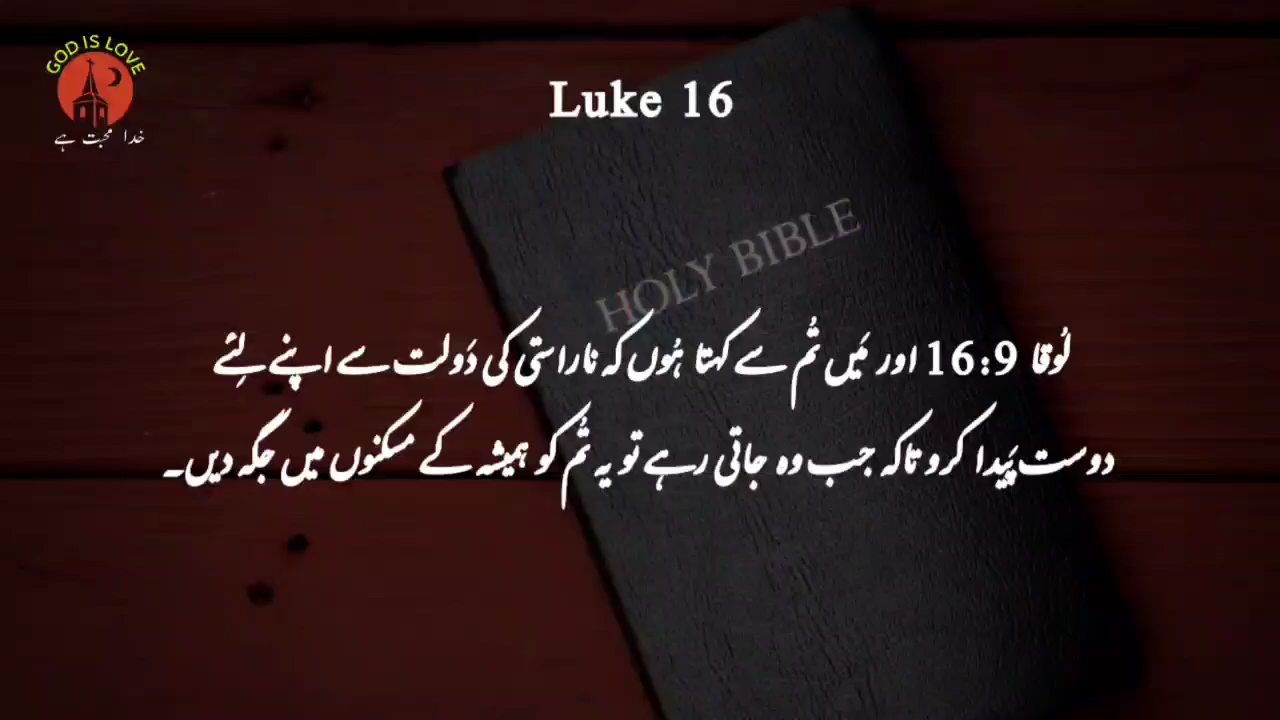 GOD IS LOVE
خدا محبت ہے
Luke 16
HOLY BIBLE
لُوقا 16:9 اور مَیں تُم سے کہتا ہُوں کہ ناراستی کی دَولت سے اپنے لِئے
دوست پَیدا کرو تاکہ جب وہ جاتی رہے تو یہ تُم کو ہمیشہ کے مسکنوں میں جگہ دیں۔